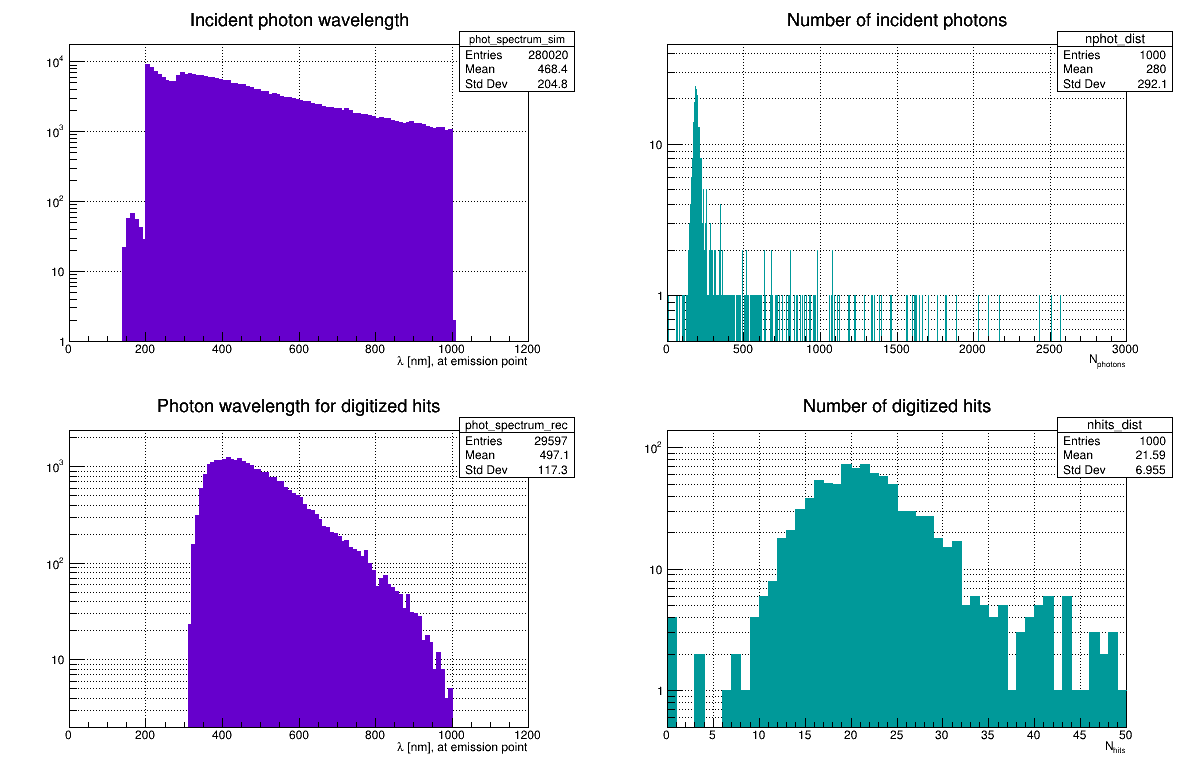 Incident photon wavelength
phot_spectrum_sim
Entries 280020
Mean 468.4
Std Dev 204.8
10^4
10^3
10^2
10
1
0 200 400 600 800 1000 1200
λ [nm], at emission point
Number of incident photons
nphot_dist
Entries 1000
Mean 280
Std Dev 292.1
10
1
0 500 1000 1500 2000 2500 3000
N_photons
Photon wavelength for digitized hits
phot_spectrum_rec
Entries 29597
Mean 497.1
Std Dev 117.3
10^3
10^2
10
0 200 400 600 800 1000 1200
λ [nm], at emission point
Number of digitized hits
nhits_dist
Entries 1000
Mean 21.59
Std Dev 6.955
10^2
10
1
0 5 10 15 20 25 30 35 40 45 50
N_hits